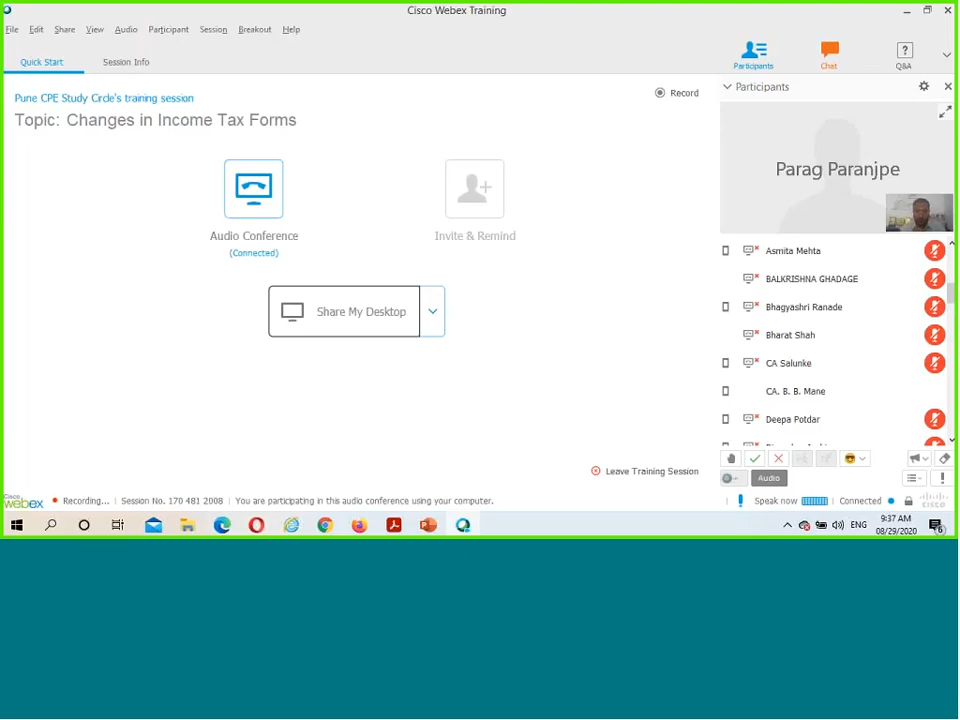 Cisco Webex Training
File Edit Share View Audio Participant Session Breakout Help
Participants Chat Q&A
Quick Start Session Info
Pune CPE Study Circle's training session
Record
Topic: Changes in Income Tax Forms
Participants
Parag Paranjpe
Audio Conference
(Connected)
Invite & Remind
Share My Desktop
Asmita Mehta
BALKRISHNA GHADAGE
Bhagyashri Ranade
Bharat Shah
CA Salunke
CA. B. B. Mane
Deepa Potdar
Leave Training Session
Audio
Cisco webex
Recording... Session No. 170 481 2008 You are participating in this audio conference using your computer.
Speak now Connected
cisco
ENG
9:37 AM
08/29/2020
6